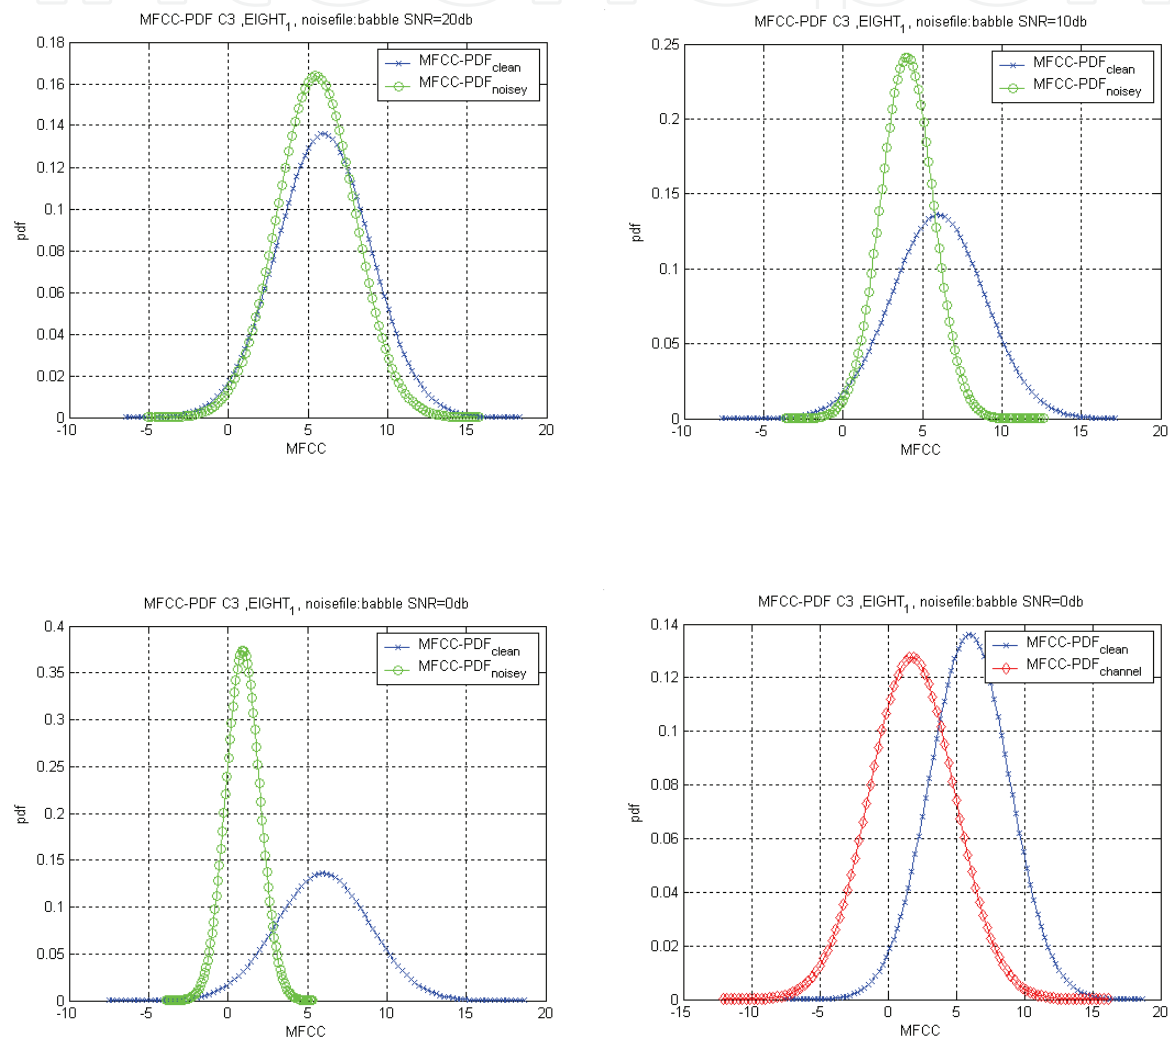 MFCC-PDF C3 ,EIGHT1, noisefile:babble SNR=20db
MFCC-PDFclean
MFCC-PDFnoisey
pdf
0.18
0.16
0.14
0.12
0.1
0.08
0.06
0.04
0.02
0
-10 -5 0 5 10 15 20
MFCC
MFCC-PDF C3 ,EIGHT1, noisefile:babble SNR=10db
MFCC-PDFclean
MFCC-PDFnoisey
pdf
0.25
0.2
0.15
0.1
0.05
0
-10 -5 0 5 10 15 20
MFCC
MFCC-PDF C3 ,EIGHT1, noisefile:babble SNR=0db
MFCC-PDFclean
MFCC-PDFnoisey
pdf
0.4
0.35
0.3
0.25
0.2
0.15
0.1
0.05
0
-10 -5 0 5 10 15 20
MFCC
MFCC-PDF C3 ,EIGHT1, noisefile:babble SNR=0db
MFCC-PDFclean
MFCC-PDFchannel
pdf
0.14
0.12
0.1
0.08
0.06
0.04
0.02
0
-15 -10 -5 0 5 10 15 20
MFCC